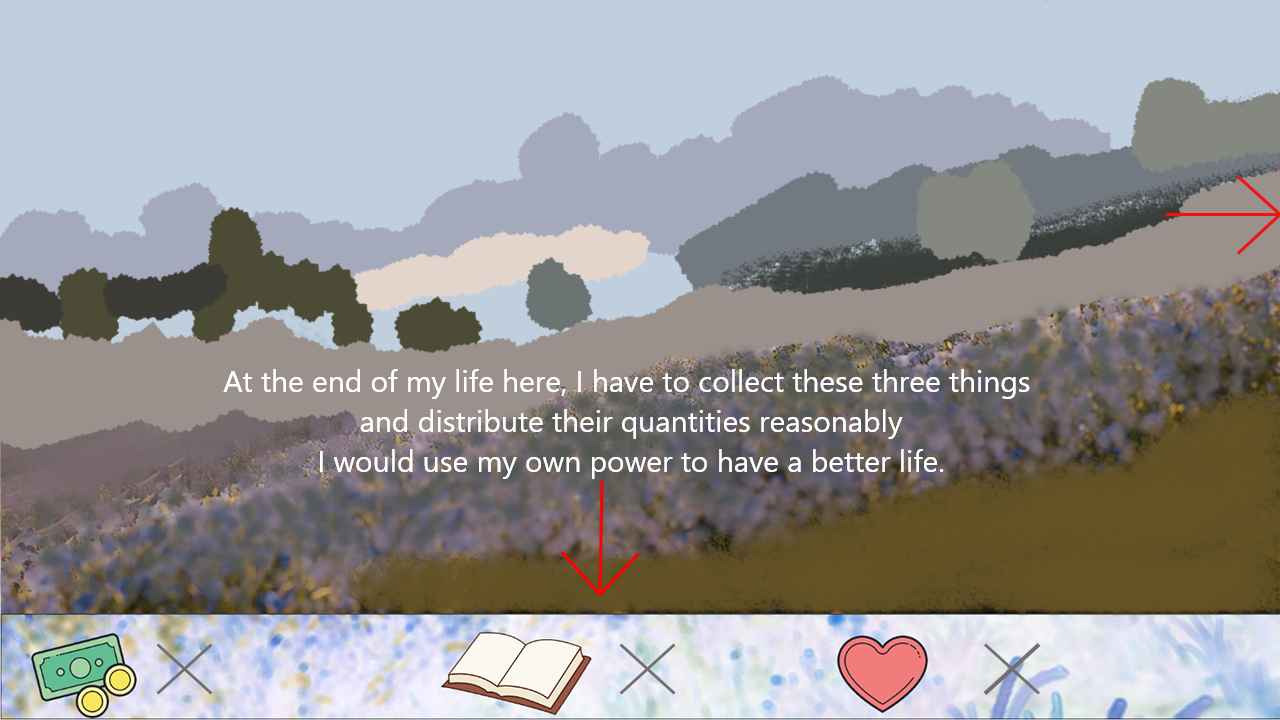 At the end of my life here, I have to collect these three things
and distribute their quantities reasonably
I would use my own power to have a better life.